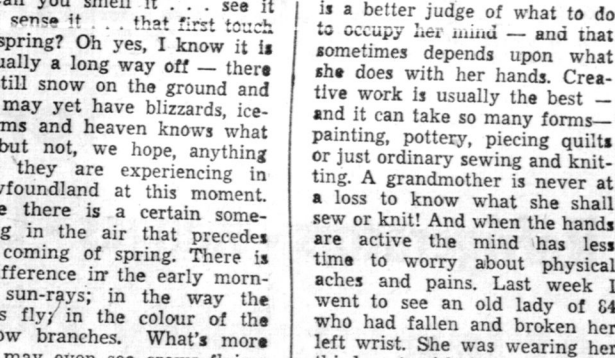 you smell it . . . see it
sense it . . . that first touch
spring? Oh yes, I know it is
ually a long way off — there
till snow on the ground and
may yet have blizzards, ice-
ms and heaven knows what
but not, we hope, anything
they are experiencing in
foundland at this moment.
e there is a certain some-
g in the air that precedes
coming of spring. There is
fference in the early morn-
sun-rays; in the way the
s fly; in the colour of the
ow branches. What's more
may even see
is a better judge of what to do
to occupy her mind — and that
sometimes depends upon what
she does with her hands. Crea-
tive work is usually the best —
and it can take so many forms—
painting, pottery, piecing quilts
or just ordinary sewing and knit-
ting. A grandmother is never at
a loss to know what she shall
sew or knit! And when the hands
are active the mind has less
time to worry about physical
aches and pains. Last week I
went to see an old lady of 84
who had fallen and broken her
left wrist. She was wearing her